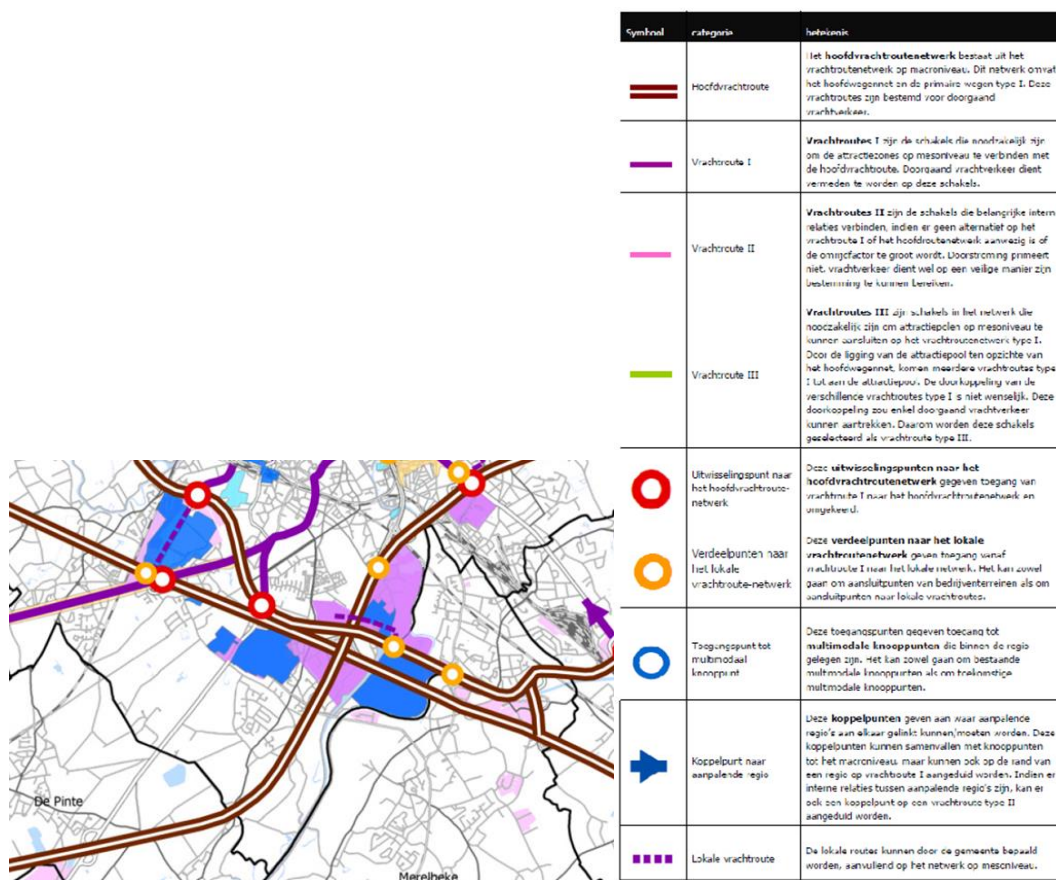 Symbool categorie betekenis
Hoofdvrachtroute
Het hoofdvrachtroutenetwerk bestaat uit het
vrachtroutenetwerk op macroniveau. Dit netwerk omvat
het hoofdwegennet en de primaire wegen type I. Deze
vrachtroutes zijn bestemd voor doorgaand
vrachtverkeer.
Vrachtroute I
Vrachtroutes I zijn de schakels die noodzakelijk zijn
om de attractiezones op mesoniveau te verbinden met
de hoofdvrachtroute. Doorgaand vrachtverkeer dient
vermeden te worden op deze schakels.
Vrachtroute II
Vrachtroutes II zijn de schakels die belangrijke intern
relaties verbinden, indien er geen alternatief op het
vrachtroute I of het hoofdroutenetwerk aanwezig is of
de omrijfactor te groot wordt. Doorstroming primeert
niet, vrachtverkeer dient wel op een veilige manier zijn
bestemming te kunnen bereiken.
Vrachtroute III
Vrachtroutes III zijn schakels in het netwerk die
noodzakelijk zijn om attractiepolen op mesoniveau te
kunnen aansluiten op het vrachtroutenetwerk type I.
Door de ligging van de attractiepool ten opzichte van
het hoofdwegennet, komen meerdere vrachtroutes type
I tot aan de attractiepool. De doorkoppeling van de
verschillende vrachtroutes type I is niet wenselijk. Deze
doorkoppeling zou enkel doorgaand vrachtverkeer
kunnen aantrekken. Daarom worden deze schakels
geselecteerd als vrachtroute type III.
Uitwisselingspunt naar
het hoofdvrachtroute-
netwerk
Deze uitwisselingspunten naar het
hoofdvrachtroutenetwerk gegeven toegang van
vrachtroute I naar het hoofdvrachtroutenetwerk en
omgekeerd.
Verdeelpunten naar
het lokale
vrachtroute-netwerk
Deze verdeelpunten naar het lokale
vrachtroutenetwerk geven toegang vanaf
vrachtroute I naar het lokale netwerk. Het kan zowel
gaan om aansluitpunten van bedrijventerreinen als om
aanduitpunten naar lokale vrachtroutes.
Toegangspunt tot
multimodaal
knooppunt
Deze toegangspunten gegeven toegang tot
multimodale knooppunten die binnen de regio
gelegen zijn. Het kan zowel gaan om bestaande
multimodale knooppunten als om toekomstige
multmodale knooppunten.
Koppelpunt naar
aanpalende regio
Deze koppelpunten geven aan waar aanpalende
regio's aan elkaar gelinkt kunnen/moeten worden. Deze
koppelpunten kunnen samenvallen met knooppunten
tot het macroniveau, maar kunnen ook op de rand van
een regio op vrachtroute I aangeduid worden. Indien er
interne relaties tussen aanpalende regio's zijn, kan er
ook een koppelpunt op een vrachtroute type II
aangeduid worden.
Lokale vrachtroute
De lokale routes kunnen door de gemeente bepaald
worden, aanvullend op het netwerk op mesoniveau.
De Pinte
Merelbeke